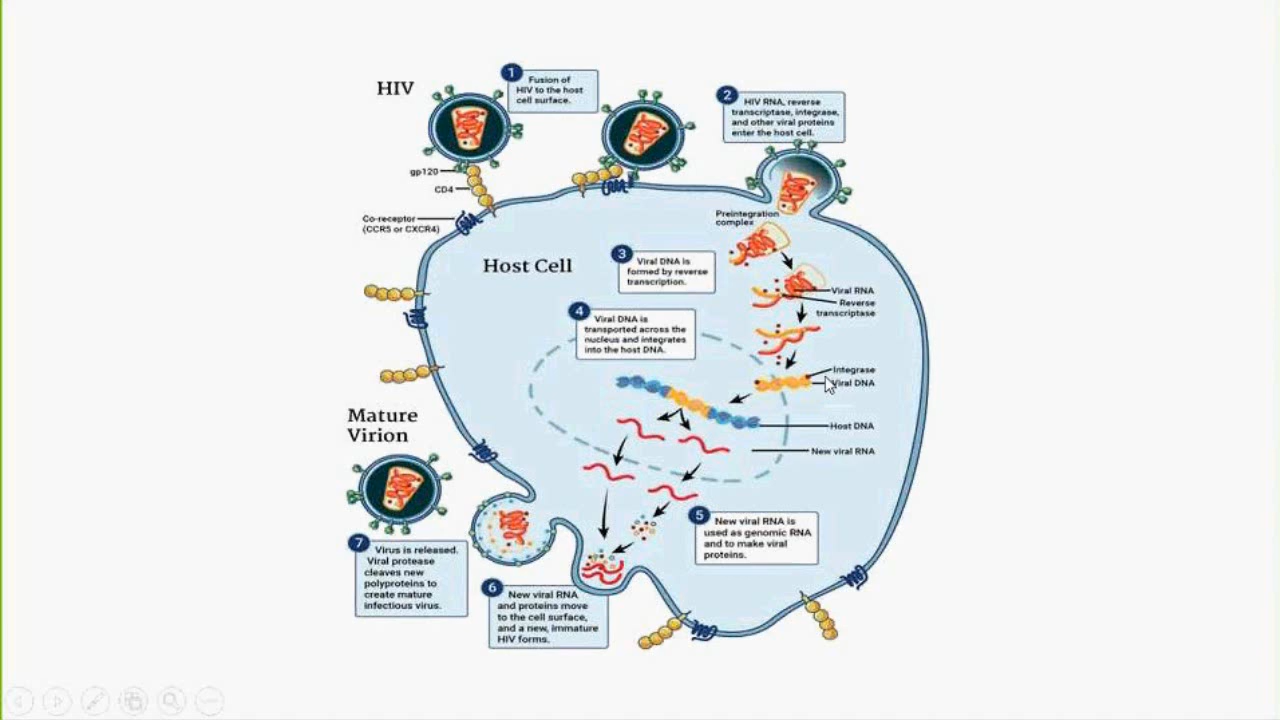 HIV
1
Fusion of
HIV to the host
cell surface.
2
HIV RNA, reverse
transcriptase, integrase,
and other viral proteins
enter the host cell.
gp120
CD4
Co-receptor
(CCR5 or CXCR4)
Preintegration
complex
Host Cell
3
Viral DNA is
formed by reverse
transcription.
Viral RNA
Reverse
transcriptase
4
Viral DNA is
transported across the
nucleus and integrates
into the host DNA.
Integrase
Viral DNA
Host DNA
New viral RNA
Mature
Virion
5
New viral RNA is
used as genomic RNA
and to make viral
proteins.
7
Virus is released.
Viral protease
cleaves new
polyproteins to
create mature
infectious virus.
6
New viral RNA
and proteins move
to the cell surface,
and a new, immature
HIV forms.